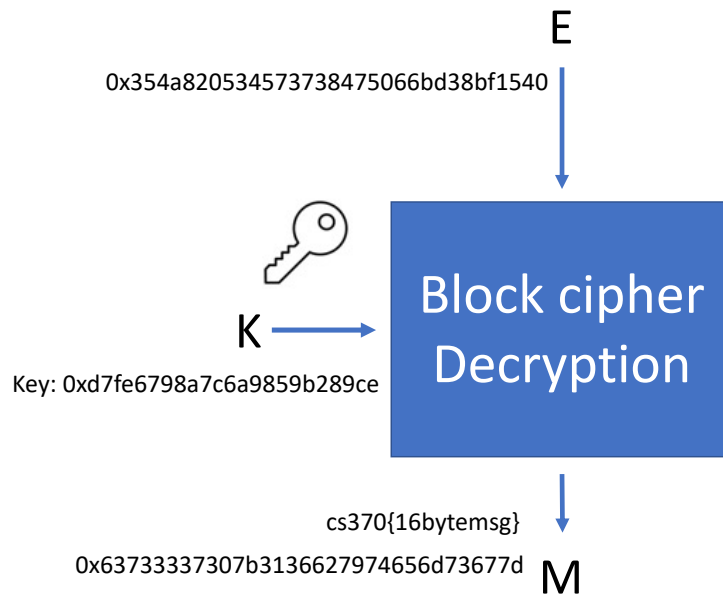 E
0x354a820534573738475066bd38bf1540
Block cipher
Decryption
K
Key: 0xd7fe6798a7c6a9859b289ce
cs370{16bytemsg}
0x63733337307b3136627974656d73677d
M